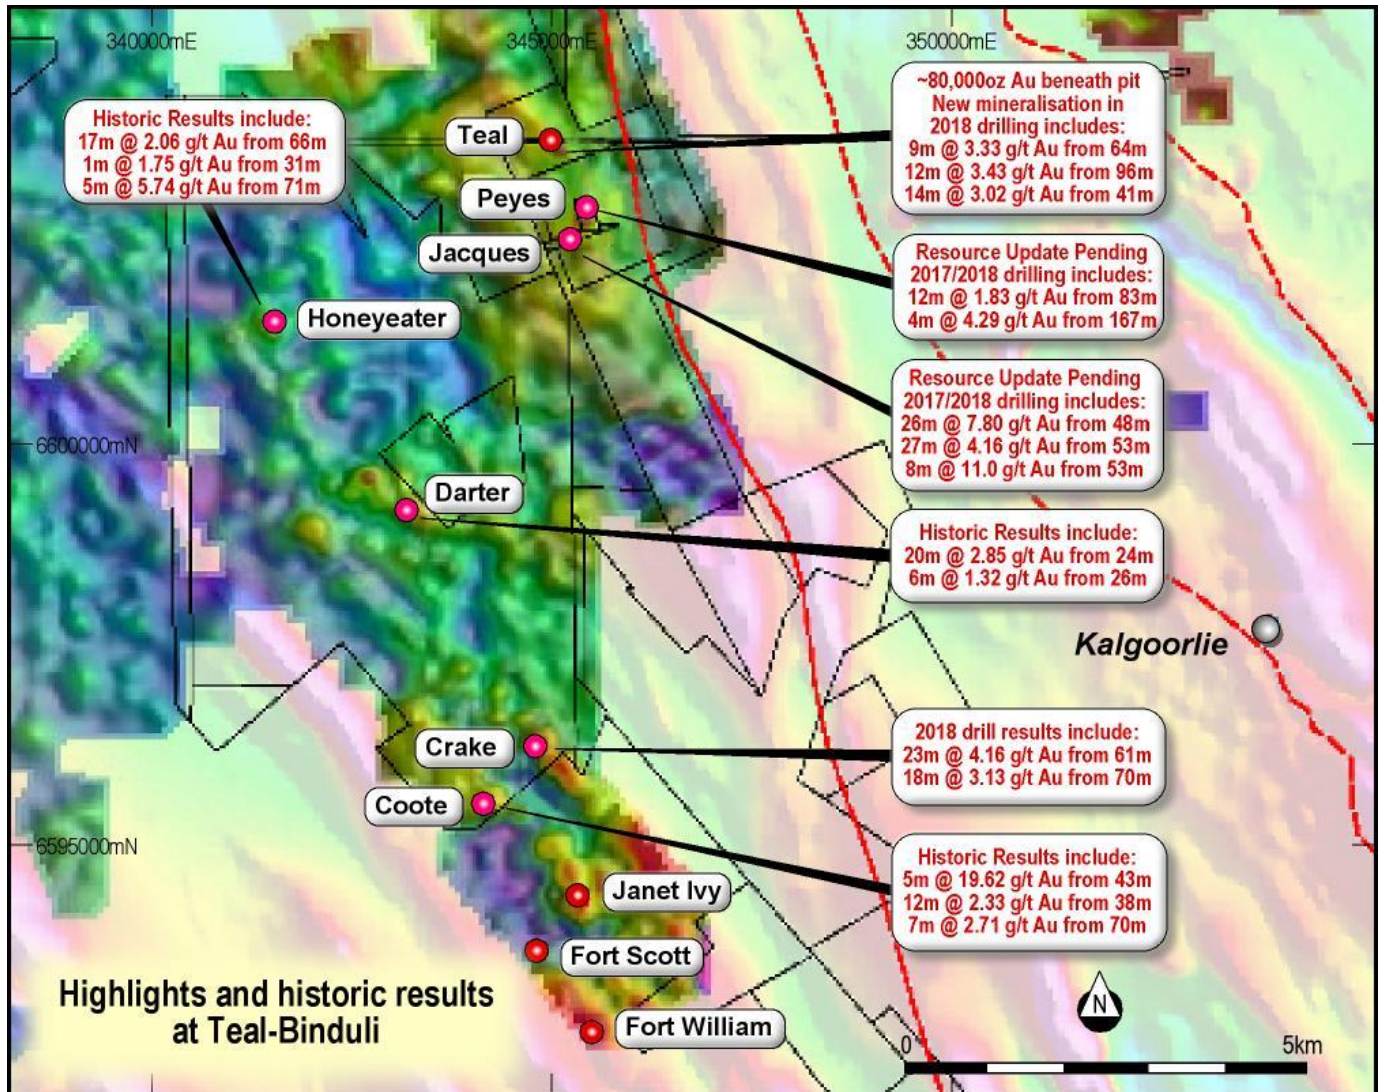 340000mE
345000mE
350000mE
Historic Results include:
17m @ 2.06 g/t Au from 66m
1m @ 1.75 g/t Au from 31m
5m @ 5.74 g/t Au from 71m
Teal
~80,000oz Au beneath pit
New mineralisation in
2018 drilling includes:
9m @ 3.33 g/t Au from 64m
12m @ 3.43 g/t Au from 96m
14m @ 3.02 g/t Au from 41m
Peyes
Jacques
Resource Update Pending
2017/2018 drilling includes:
12m @ 1.83 g/t Au from 83m
4m @ 4.29 g/t Au from 167m
Honeyeater
Resource Update Pending
2017/2018 drilling includes:
26m @ 7.80 g/t Au from 48m
27m @ 4.16 g/t Au from 53m
8m @ 11.0 g/t Au from 53m
6600000mN
Darter
Historic Results include:
20m @ 2.85 g/t Au from 24m
6m @ 1.32 g/t Au from 26m
Kalgoorlie
Crake
2018 drill results include:
23m @ 4.16 g/t Au from 61m
18m @ 3.13 g/t Au from 70m
Coote
6595000mN
Historic Results include:
5m @ 19.62 g/t Au from 43m
12m @ 2.33 g/t Au from 38m
7m @ 2.71 g/t Au from 70m
Janet Ivy
Fort Scott
Highlights and historic results
at Teal-Binduli
Fort William
N
0
5km